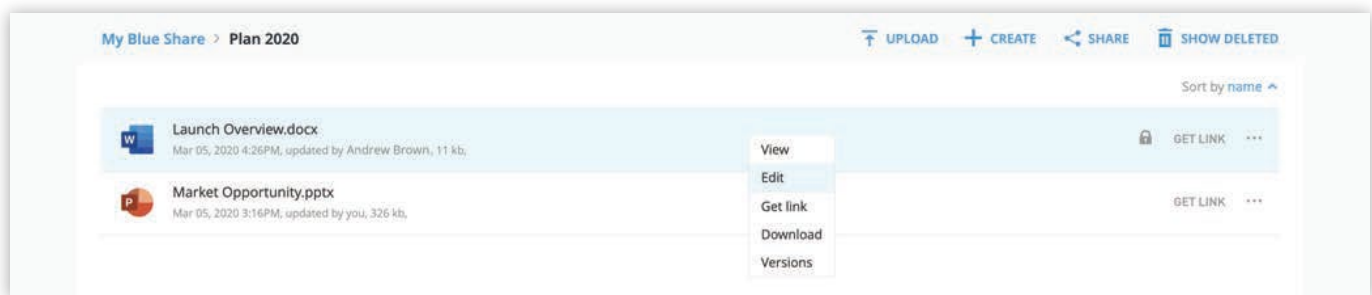 My Blue Share > Plan 2020
UPLOAD
CREATE
SHARE
SHOW DELETED
Sort by name
W
Launch Overview.docx
Mar 05, 2020 4:26PM, updated by Andrew Brown, 11 kb,
GET LINK
P
Market Opportunity.pptx
Mar 05, 2020 3:16PM, updated by you, 326 kb,
GET LINK
View
Edit
Get link
Download
Versions